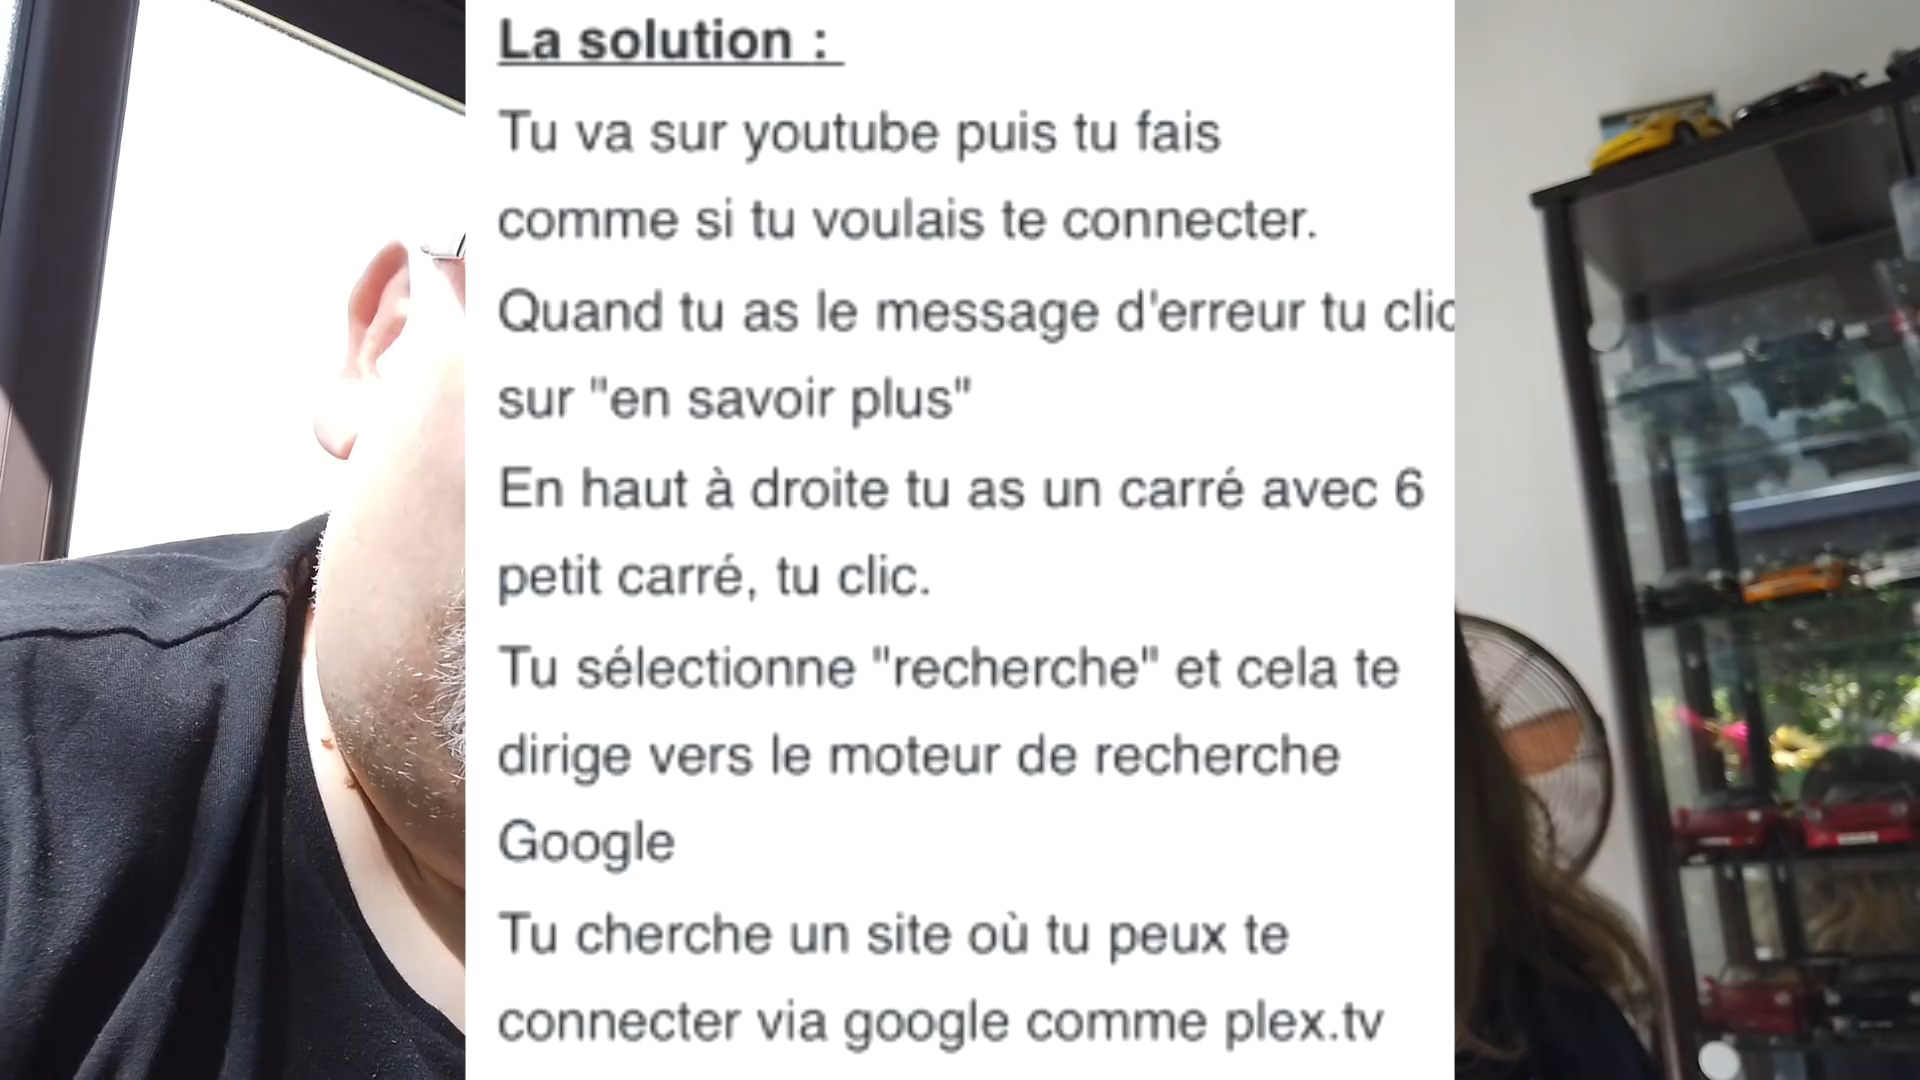 La solution :
Tu va sur youtube puis tu fais
comme si tu voulais te connecter.
Quand tu as le message d'erreur tu clic
sur "en savoir plus"
En haut à droite tu as un carré avec 6
petit carré, tu clic.
Tu sélectionne "recherche" et cela te
dirige vers le moteur de recherche
Google
Tu cherche un site où tu peux te
connecter via google comme plex.tv